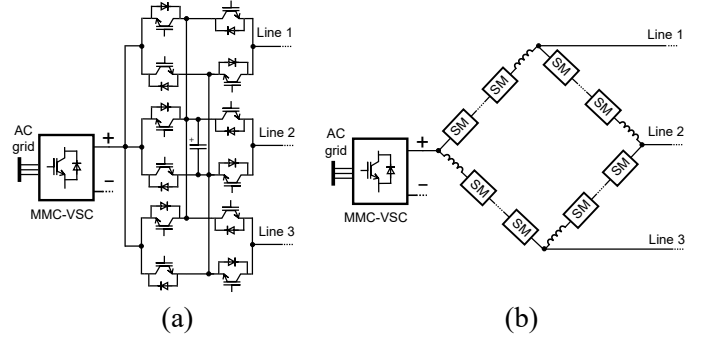 Line 1
Line 2
Line 3
AC
grid
+
−
MMC-VSC
+
(a)
Line 1
Line 2
Line 3
AC
grid
+
−
MMC-VSC
SM
SM
SM
SM
SM
SM
SM
SM
(b)